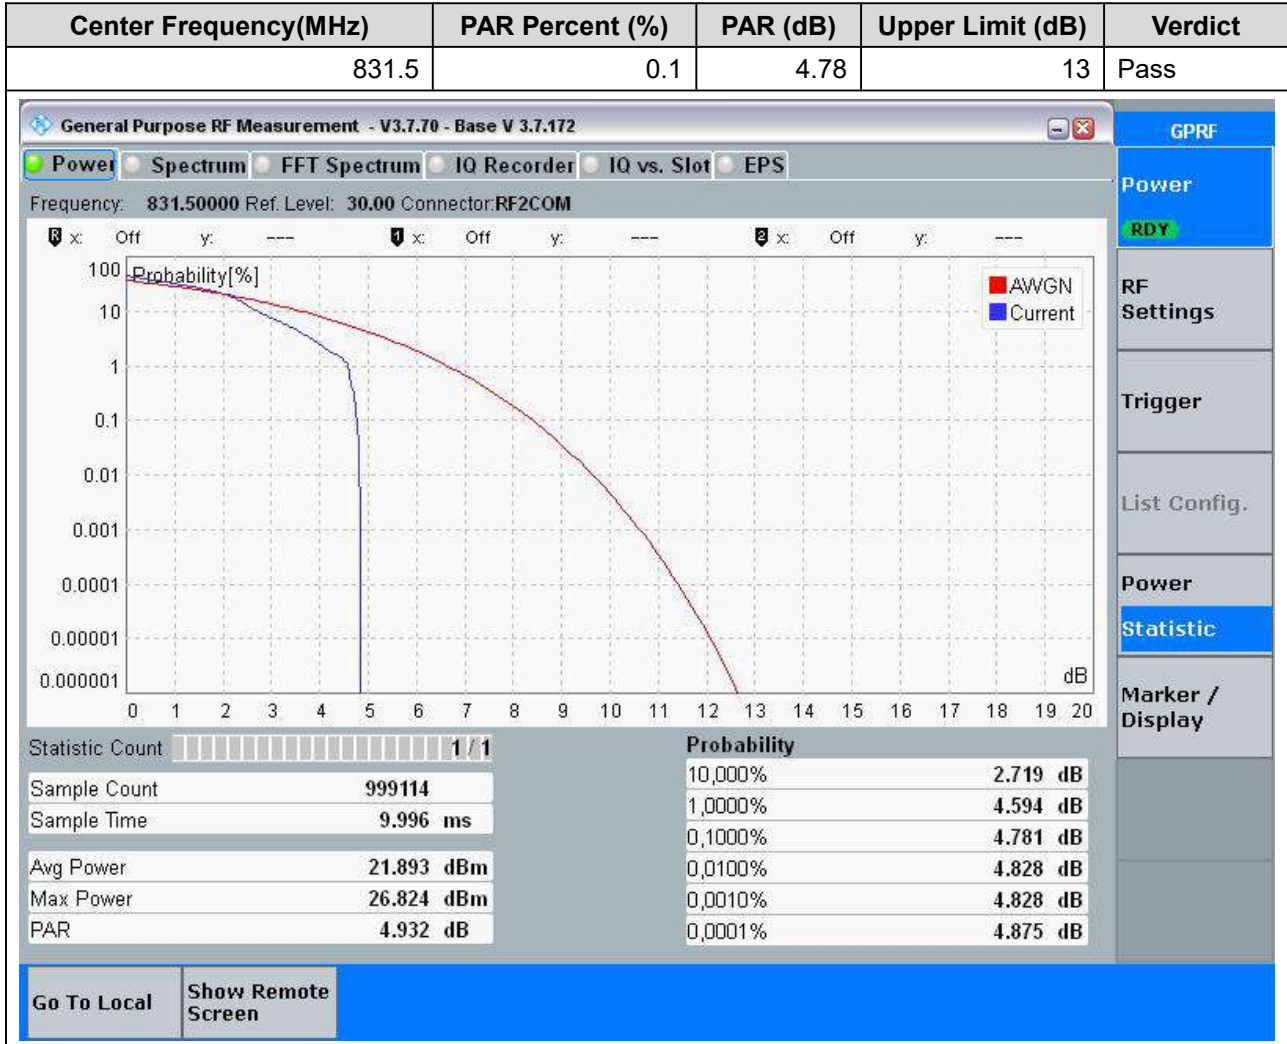 Center Frequency(MHz) PAR Percent (%) PAR (dB) Upper Limit (dB) Verdict
831.5 0.1 4.78 13 Pass
General Purpose RF Measurement - V3.7.70 - Base V 3.7.172
GPRF
Power Spectrum FFT Spectrum IQ Recorder IQ vs. Slot EPS
Power
RDY
Frequency: 831.50000 Ref. Level: 30.00 Connector:RF2COM
R x: Off y: --- 1 x: Off y: --- 2 x: Off y: ---
Probability[%]
AWGN
Current
100
10
1
0.1
0.01
0.001
0.0001
0.00001
0.000001
dB
0 1 2 3 4 5 6 7 8 9 10 11 12 13 14 15 16 17 18 19 20
RF
Settings
Trigger
List Config.
Power
Statistic
Marker /
Display
Statistic Count 1 / 1
Sample Count 999114
Sample Time 9.996 ms
Avg Power 21.893 dBm
Max Power 26.824 dBm
PAR 4.932 dB
Probability
10,000% 2.719 dB
1,0000% 4.594 dB
0,1000% 4.781 dB
0,0100% 4.828 dB
0,0010% 4.828 dB
0,0001% 4.875 dB
Go To Local
Show Remote
Screen